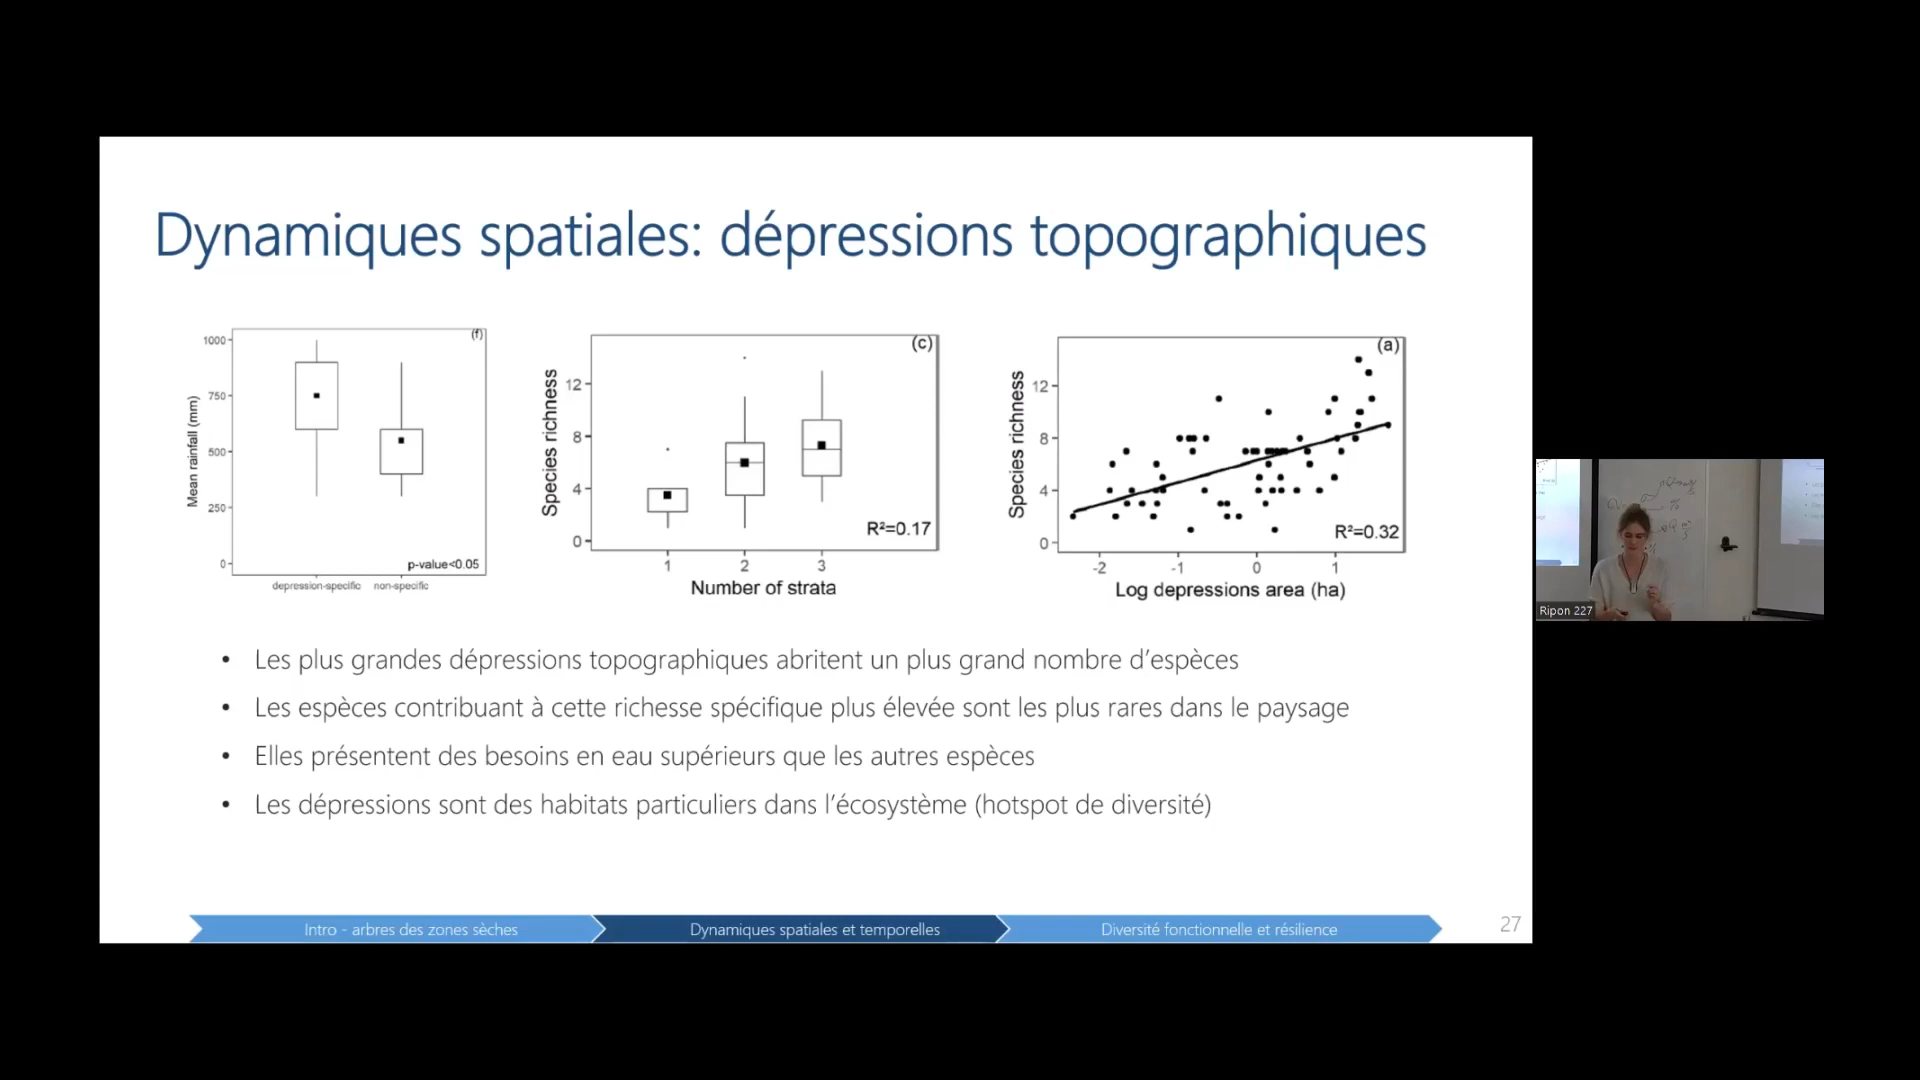 Dynamiques spatiales: dépressions topographiques
(f)
Mean rainfall (mm)
1000
750
500
250
0
p-value<0.05
depression-specific non-specific
(c)
Species richness
12
8
4
0
R²=0.17
1 2 3
Number of strata
(a)
Species richness
12
8
4
0
R²=0.32
-2 -1 0 1
Log depressions area (ha)
• Les plus grandes dépressions topographiques abritent un plus grand nombre d’espèces
• Les espèces contribuant à cette richesse spécifique plus élevée sont les plus rares dans le paysage
• Elles présentent des besoins en eau supérieurs que les autres espèces
• Les dépressions sont des habitats particuliers dans l’écosystème (hotspot de diversité)
Intro - arbres des zones sèches
Dynamiques spatiales et temporelles
Diversité fonctionnelle et résilience
27
Ripon 227